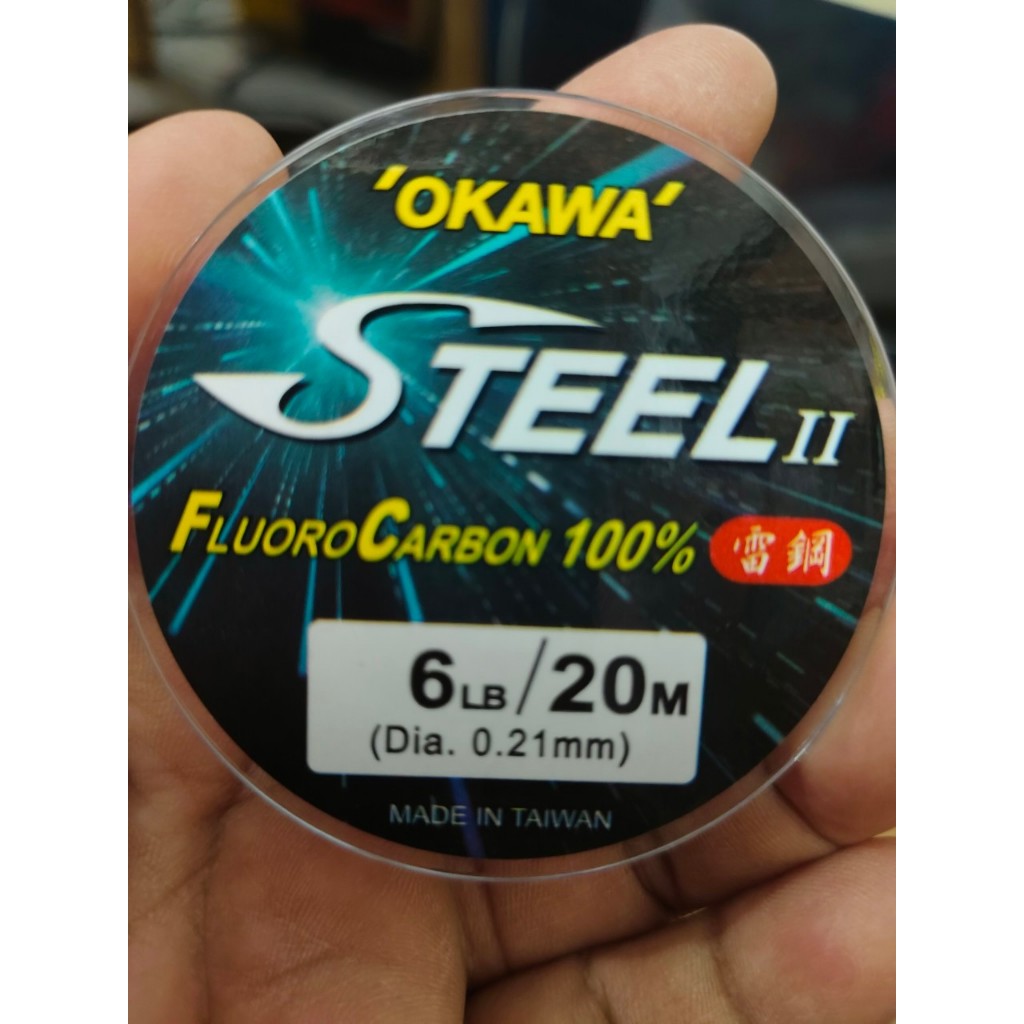 'OKAWA'
STEEL II
FLUOROCARBON 100% 雷鋼
6LB/20M
(Dia. 0.21mm)
MADE IN TAIWAN